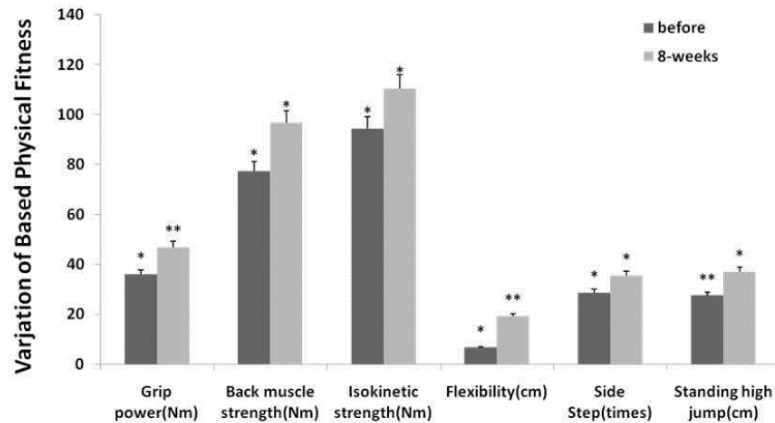 Varjation of Based Physical Fitness
140
120
100
80
60
40
20
0
before
8-weeks
* **
* *
* *
* **
* *
** *
Grip
power(Nm)
Back muscle
strength(Nm)
Isokinetic
strength(Nm)
Flexibility(cm)
Side
Step(times)
Standing high
jump(cm)